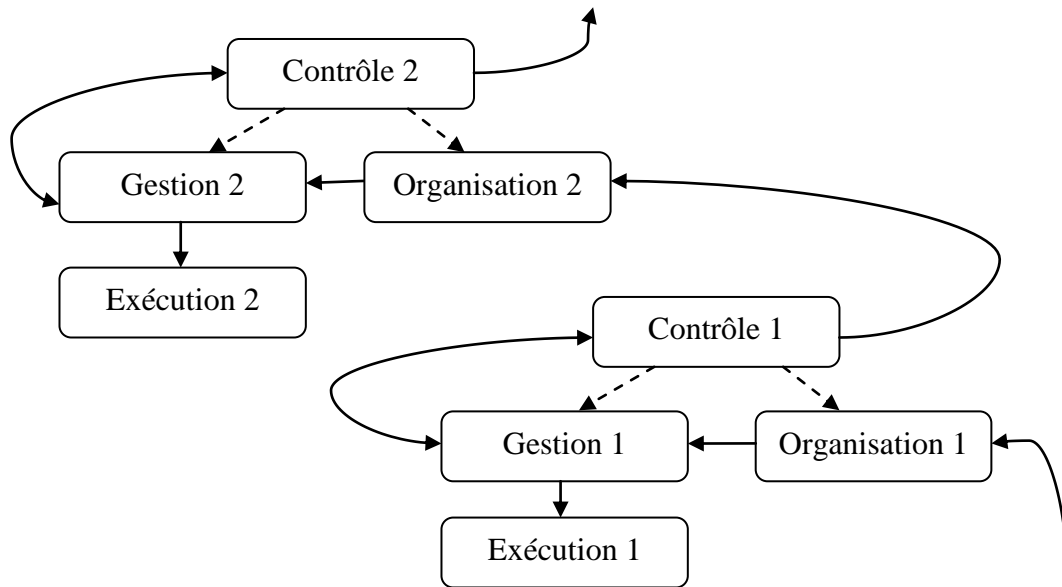 Contrôle 2
Gestion 2
Organisation 2
Exécution 2
Contrôle 1
Gestion 1
Organisation 1
Exécution 1